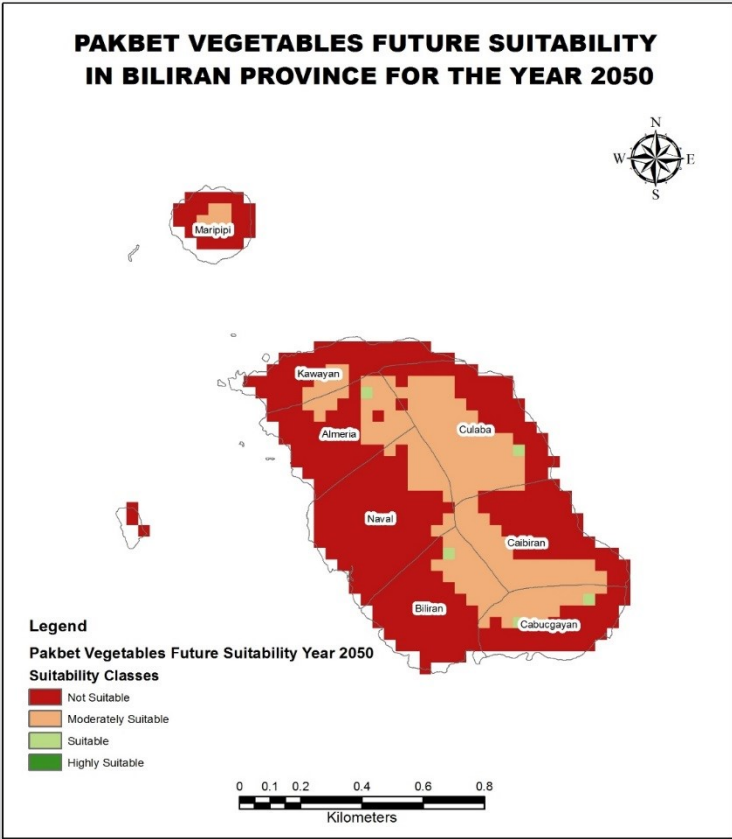 PAKBET VEGETABLES FUTURE SUITABILITY
IN BILIRAN PROVINCE FOR THE YEAR 2050
N
W E
S
Maripipi
Kawayan
Almeria
Culaba
Naval
Caibiran
Biliran
Cabucgayan
Legend
Pakbet Vegetables Future Suitability Year 2050
Suitability Classes
Not Suitable
Moderately Suitable
Suitable
Highly Suitable
0 0.1 0.2 0.4 0.6 0.8
Kilometers